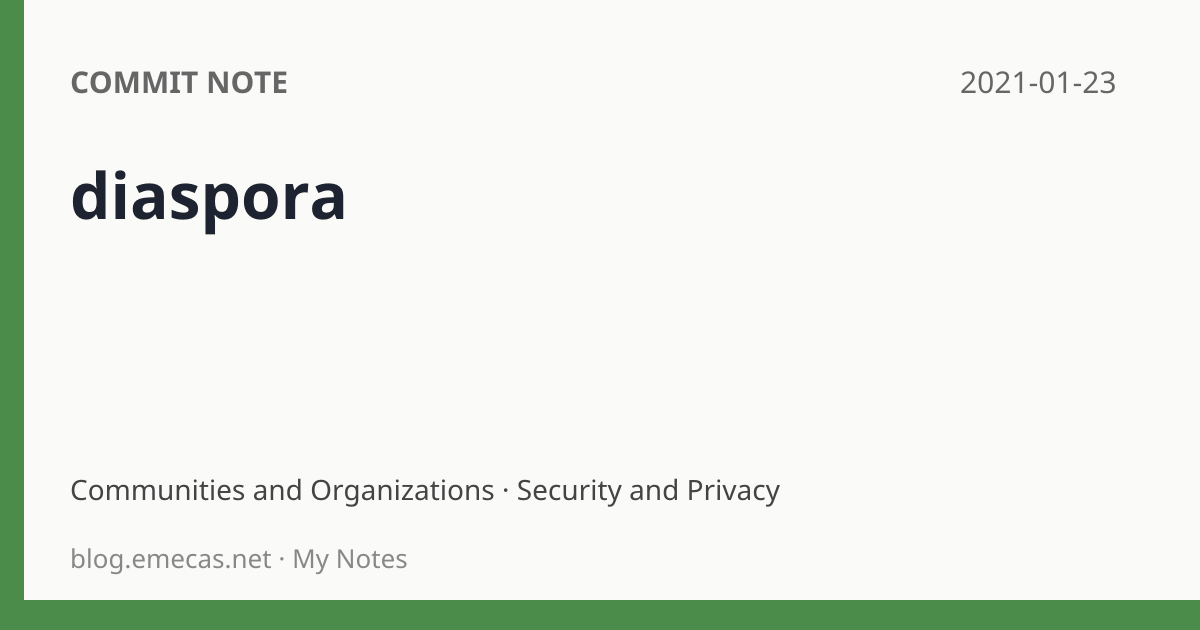 COMMIT NOTE
2021-01-23
diaspora
Communities and Organizations · Security and Privacy
blog.emecas.net · My Notes